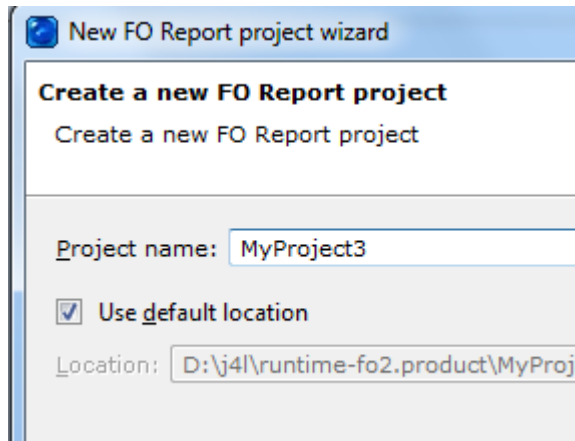 New FO Report project wizard
Create a new FO Report project
Create a new FO Report project
Project name: MyProject3
Use default location
Location: D:\j4l\runtime-fo2.product\MyProj